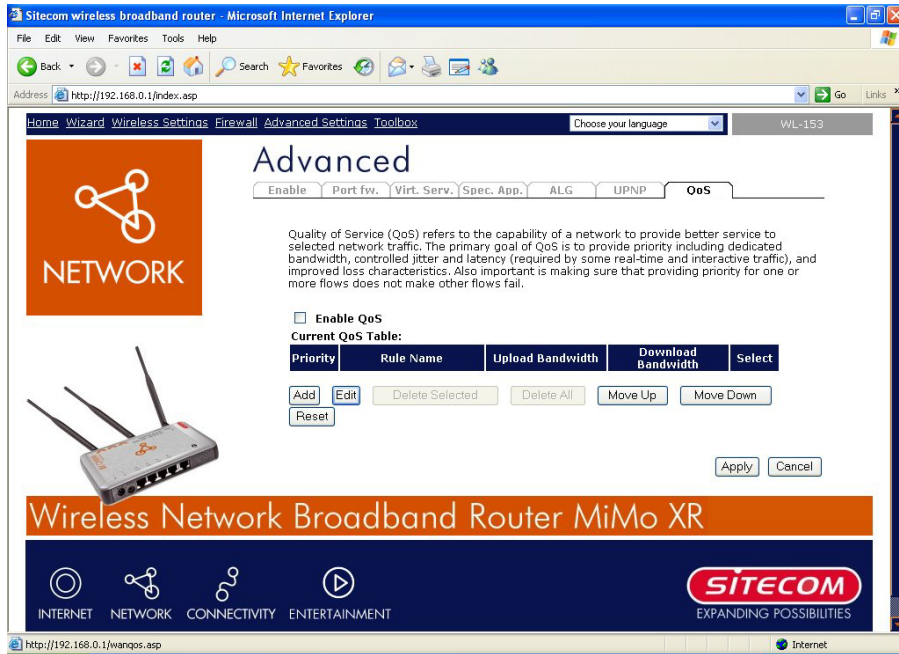 Sitecom wireless broadband router - Microsoft Internet Explorer
File Edit View Favorites Tools Help
Back Search Favorites
Address http://192.168.0.1/index.asp Go Links »
Home Wizard Wireless Settings Firewall Advanced Settings Toolbox Choose your language WL-153
Advanced
Enable Port fw. Virt. Serv. Spec. App. ALG UPNP QoS
NETWORK
Quality of Service (QoS) refers to the capability of a network to provide better service to
selected network traffic. The primary goal of QoS is to provide priority including dedicated
bandwidth, controlled jitter and latency (required by some real-time and interactive traffic), and
improved loss characteristics. Also important is making sure that providing priority for one or
more flows does not make other flows fail.
Enable QoS
Current QoS Table:
Priority Rule Name Upload Bandwidth Download Bandwidth Select
Add Edit Delete Selected Delete All Move Up Move Down
Reset
Apply Cancel
Wireless Network Broadband Router MiMo XR
INTERNET NETWORK CONNECTIVITY ENTERTAINMENT
SITECOM
EXPANDING POSSIBILITIES
http://192.168.0.1/wanqos.asp Internet